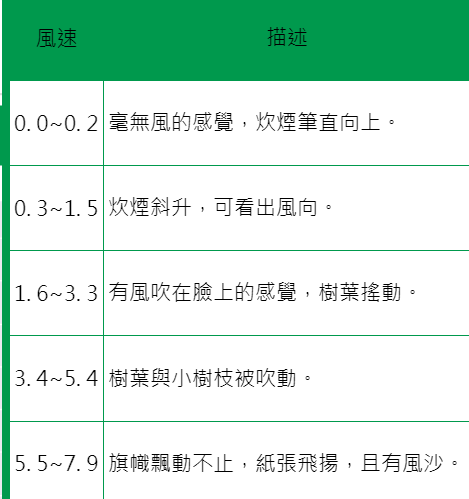 風速 描述
0.0~0.2 毫無風的感覺，炊煙筆直向上。
0.3~1.5 炊煙斜升，可看出風向。
1.6~3.3 有風吹在臉上的感覺，樹葉搖動。
3.4~5.4 樹葉與小樹枝被吹動。
5.5~7.9 旗幟飄動不止，紙張飛揚，且有風沙。